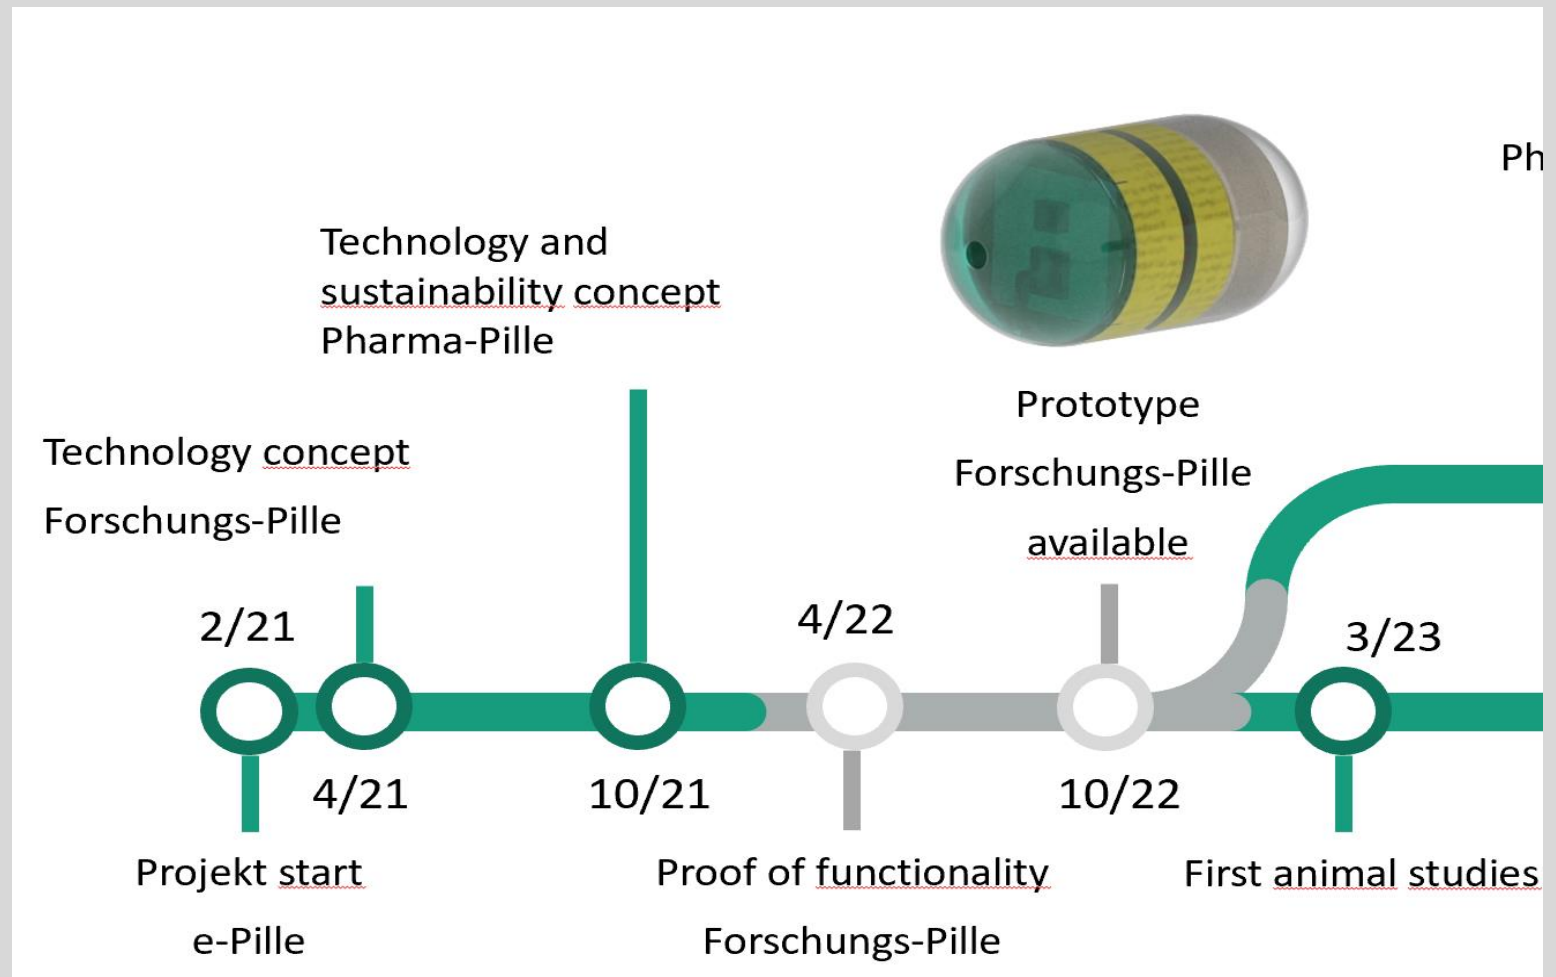 Ph
Technology and
sustainability concept
Pharma-Pille
Prototype
Forschungs-Pille
available
Technology concept
Forschungs-Pille
2/21
4/22
3/23
4/21
10/21
10/22
Projekt start
e-Pille
Proof of functionality
Forschungs-Pille
First animal studies